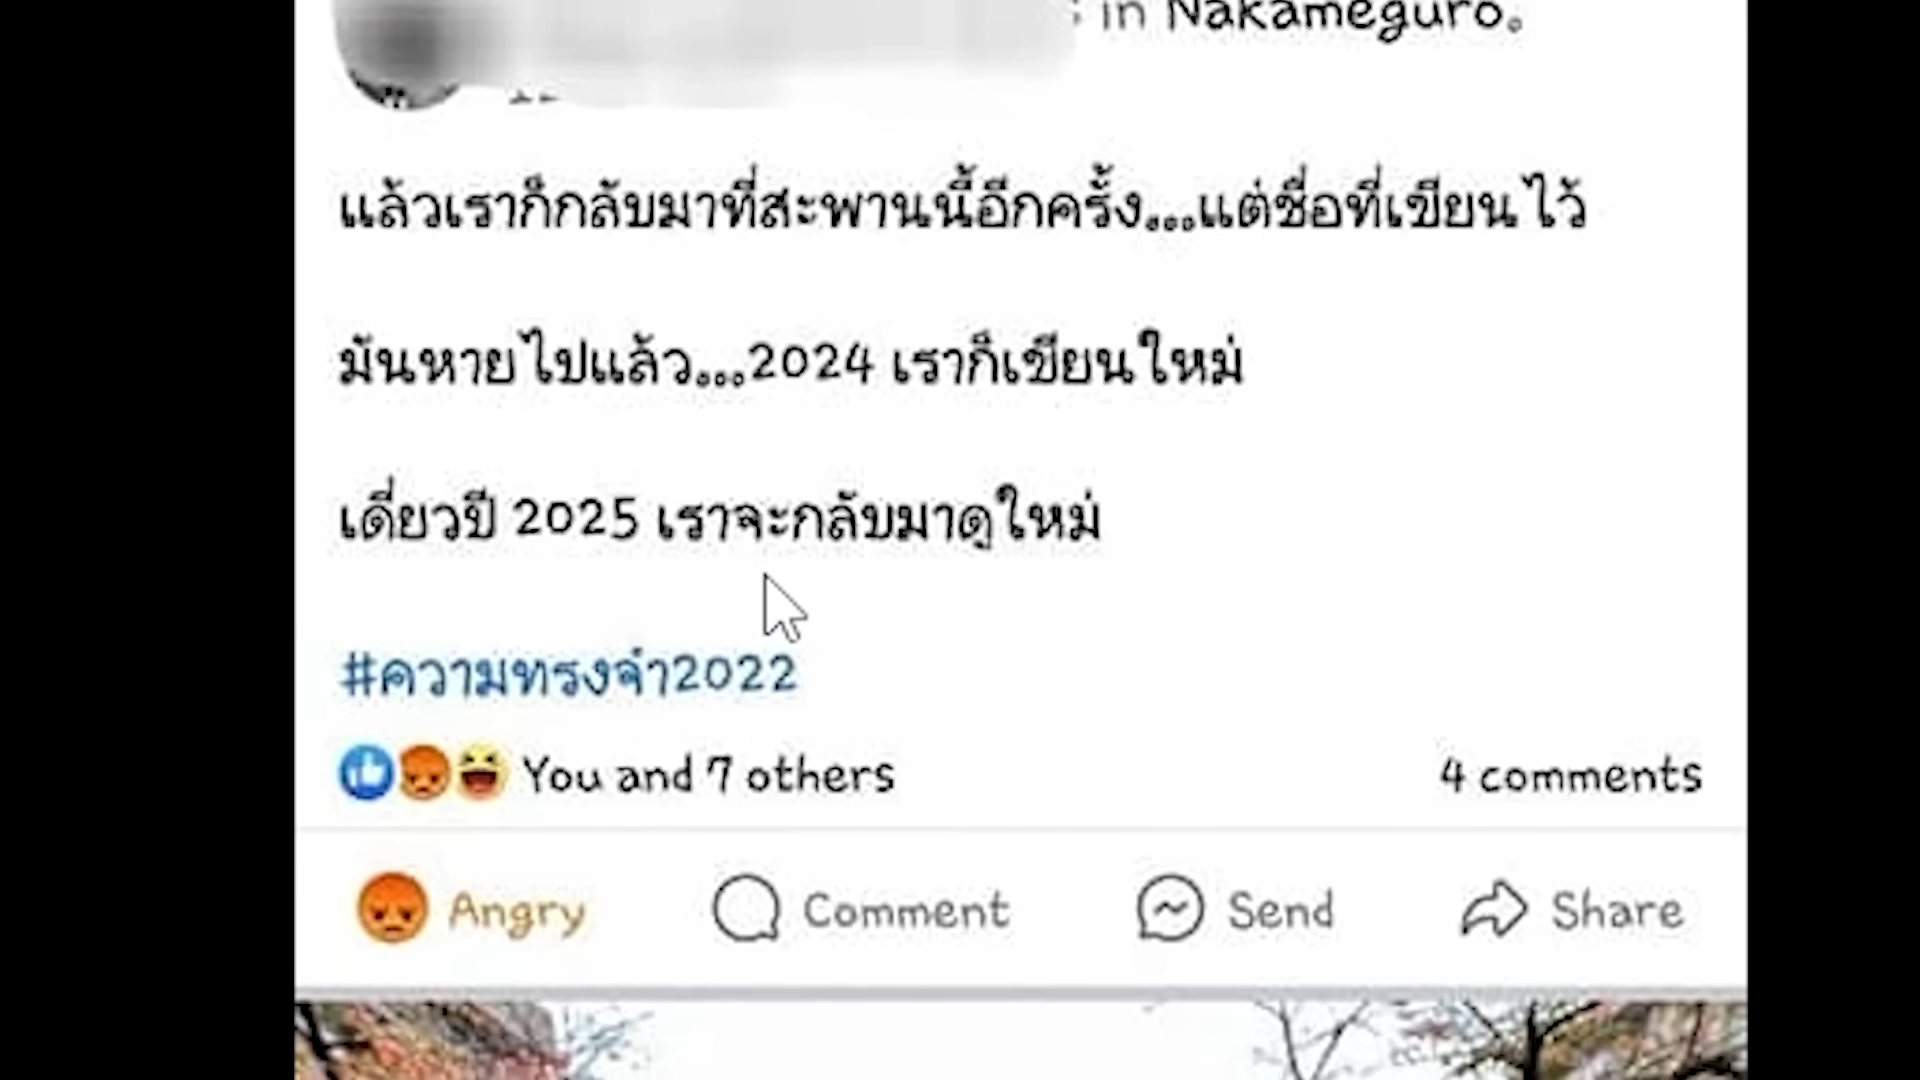 in Nakameguro.
แล้วเราก็กลับมาที่สะพานนี้อีกครั้ง...แต่ชื่อที่เขียนไว้
มันหายไปแล้ว...2024 เราก็เขียนใหม่
เดี่ยวปี 2025 เราจะกลับมาดูใหม่
#ความทรงจำ2022
You and 7 others 4 comments
Angry Comment Send Share